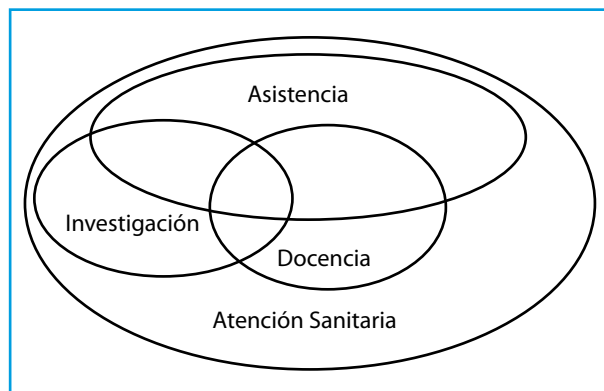 Asistencia
Investigación
Docencia
Atención Sanitaria